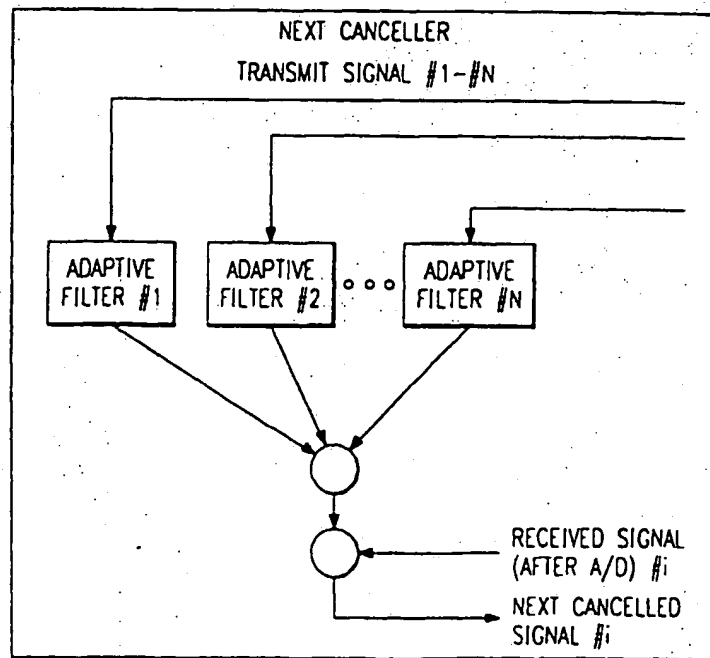 NEXT CANCELLER
TRANSMIT SIGNAL #1-#N
ADAPTIVE
FILTER #1
ADAPTIVE
FILTER #2
ADAPTIVE
FILTER #N
RECEIVED SIGNAL
(AFTER A/D) #i
NEXT CANCELLED
SIGNAL #i